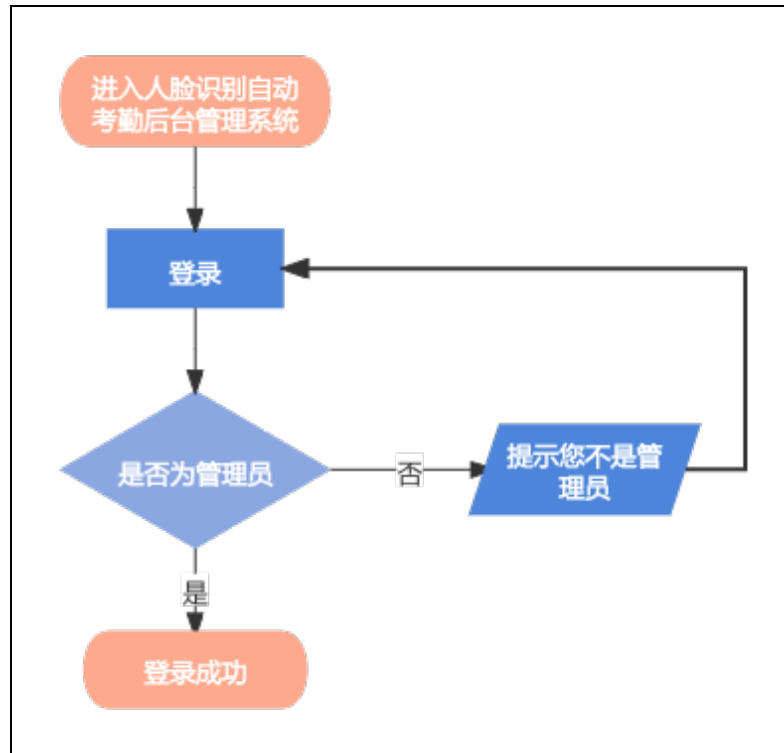 进入人脸识别自动
考勤后台管理系统
登录
是否为管理员
否
提示您不是管
理员
是
登录成功